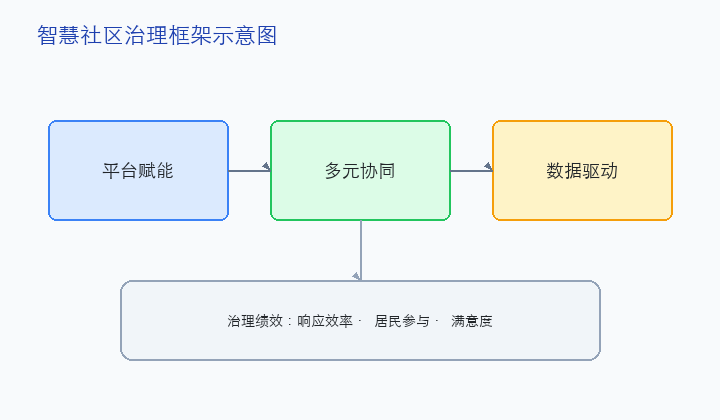 智慧社区治理框架示意图
平台赋能
多元协同
数据驱动
治理绩效：响应效率 · 居民参与 · 满意度